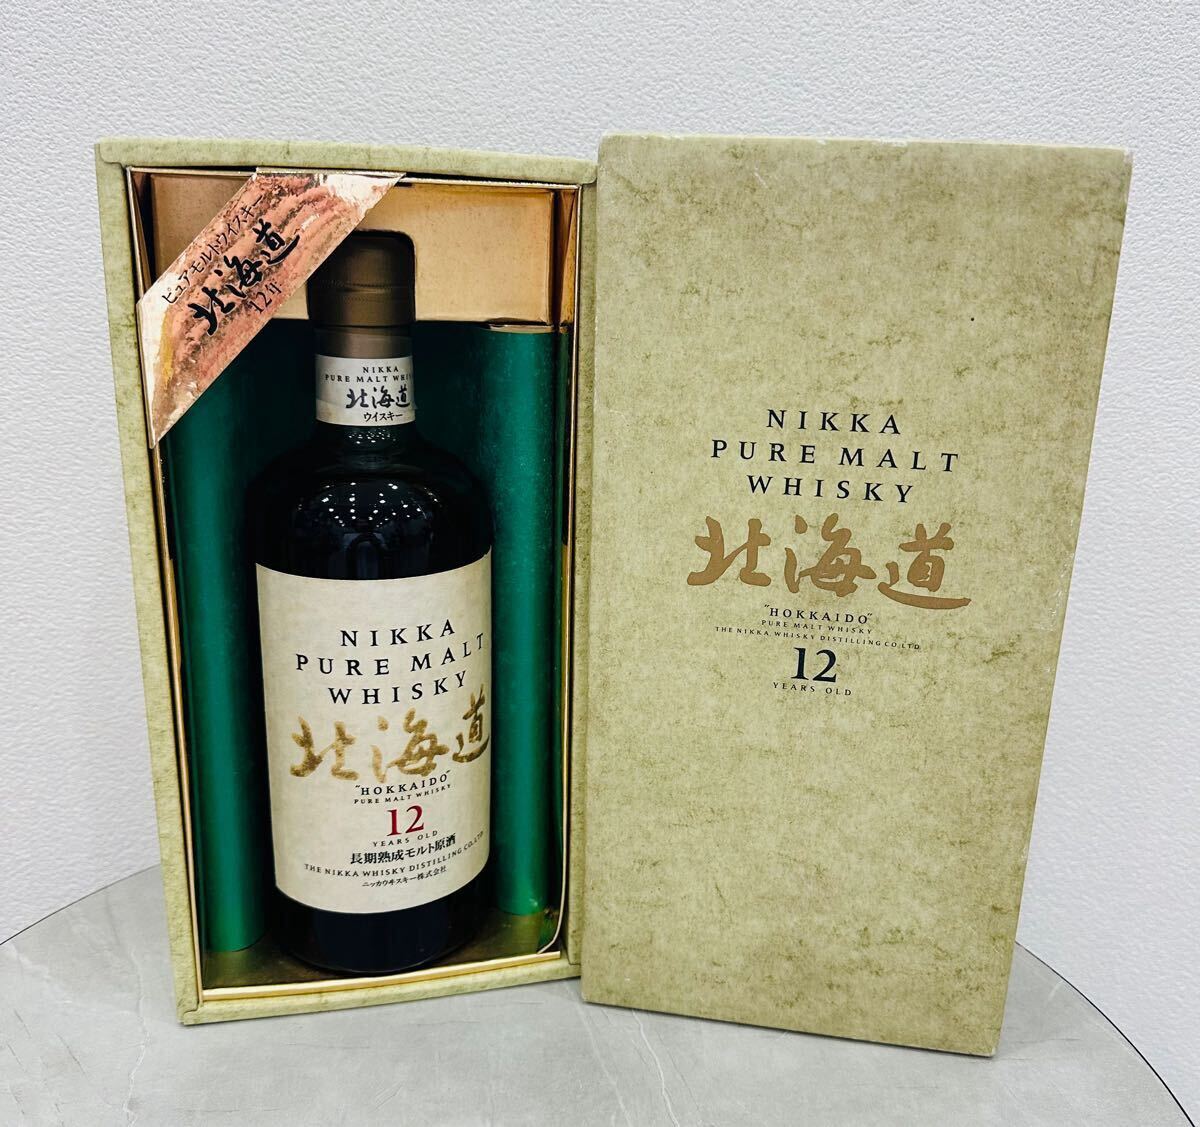 ピュアモルトウイスキー
北海道
12年
NIKKA
PURE MALT WHIS
北海道
ウイスキー
NIKKA
PURE MALT
WHISKY
北海道
"HOKKAIDO"
PURE MALT WHISKY
12
YEARS OLD
長期熟成モルト原酒
THE NIKKA WHISKY DISTILLING CO.,LTD
ニッカウヰスキー株式会社
NIKKA
PURE MALT
WHISKY
北海道
"HOKKAIDO"
PURE MALT WHISKY
THE NIKKA WHISKY DISTILLING CO.LTD.
12
YEARS OLD